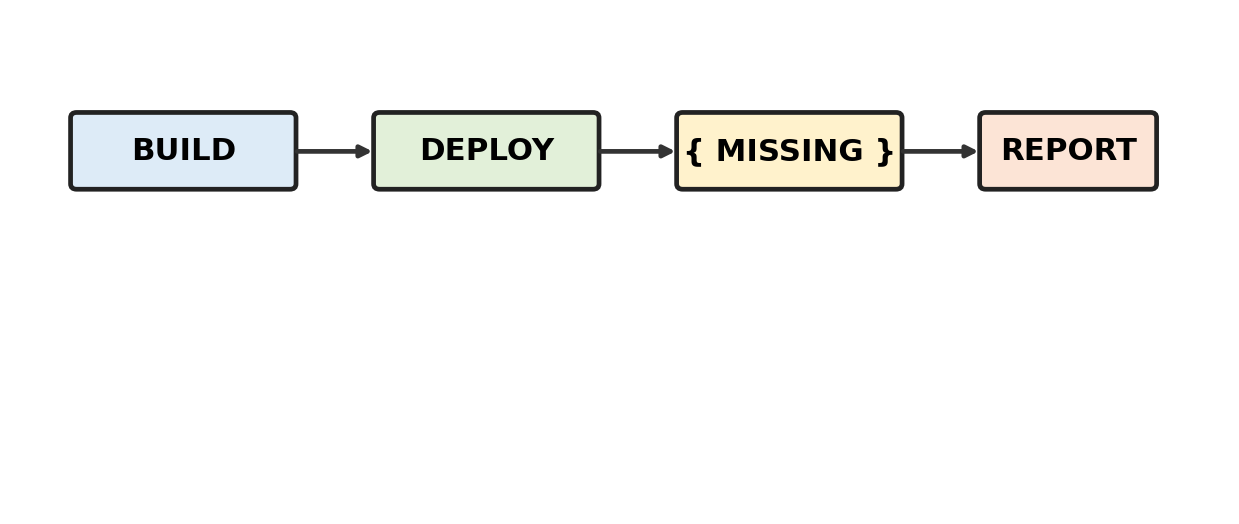 BUILD
DEPLOY
{ MISSING }
REPORT